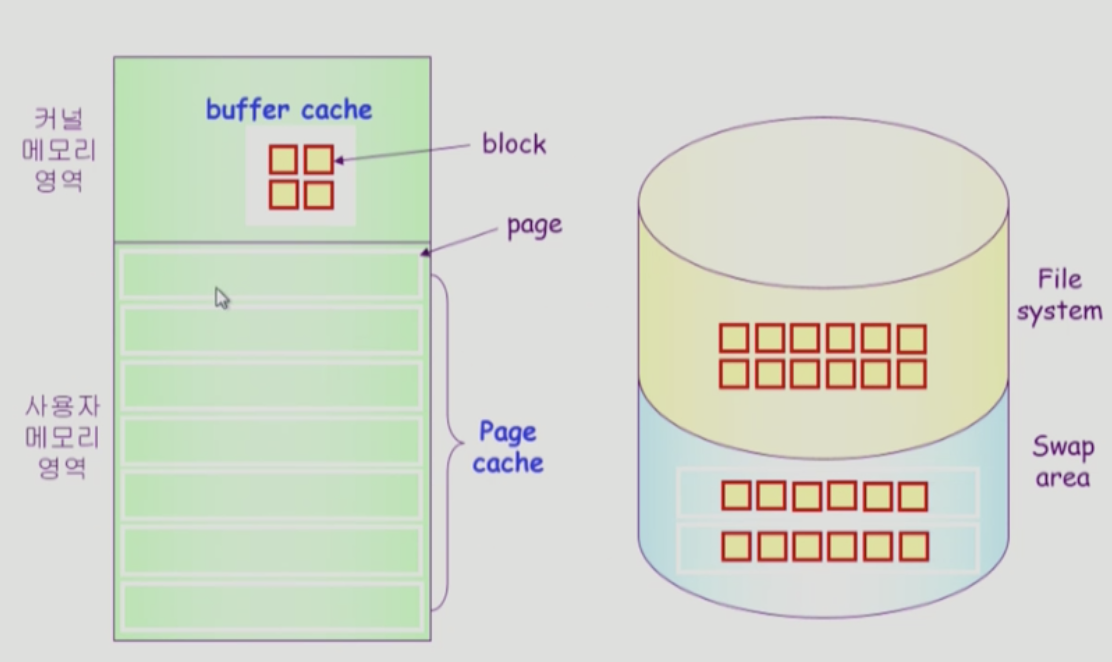 커널
메모리
영역
buffer cache
block
page
사용자
메모리
영역
Page
cache
File
system
Swap
area